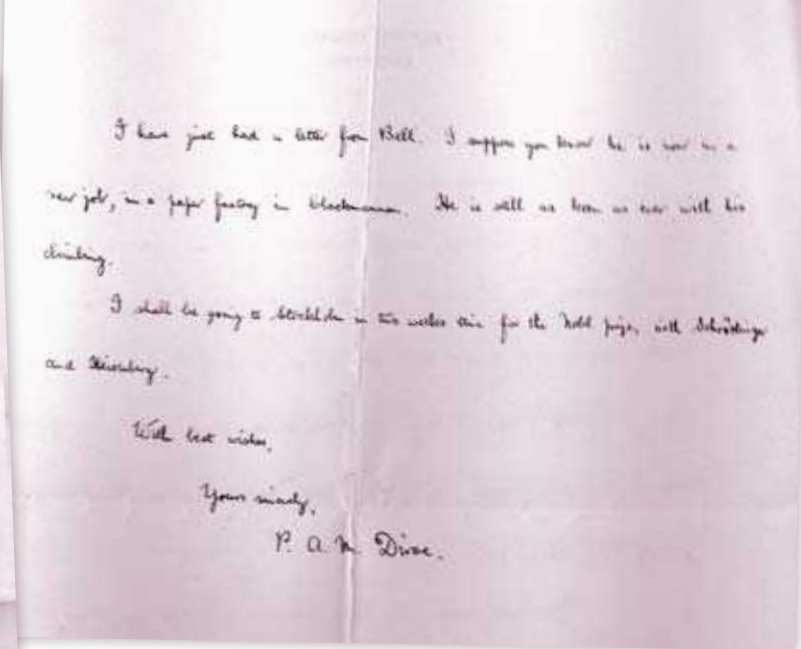 I have just had a letter from Bell. I suppose you know he is now in a
new job, in a paper factory in. He is still as keen as ever with his
climbing.
I shall be going to Stockholm in two weeks time for the Nobel prize, with Schrödinger
and Heisenberg.
With best wishes,
Yours sincerely,
P. A. M. Dirac.